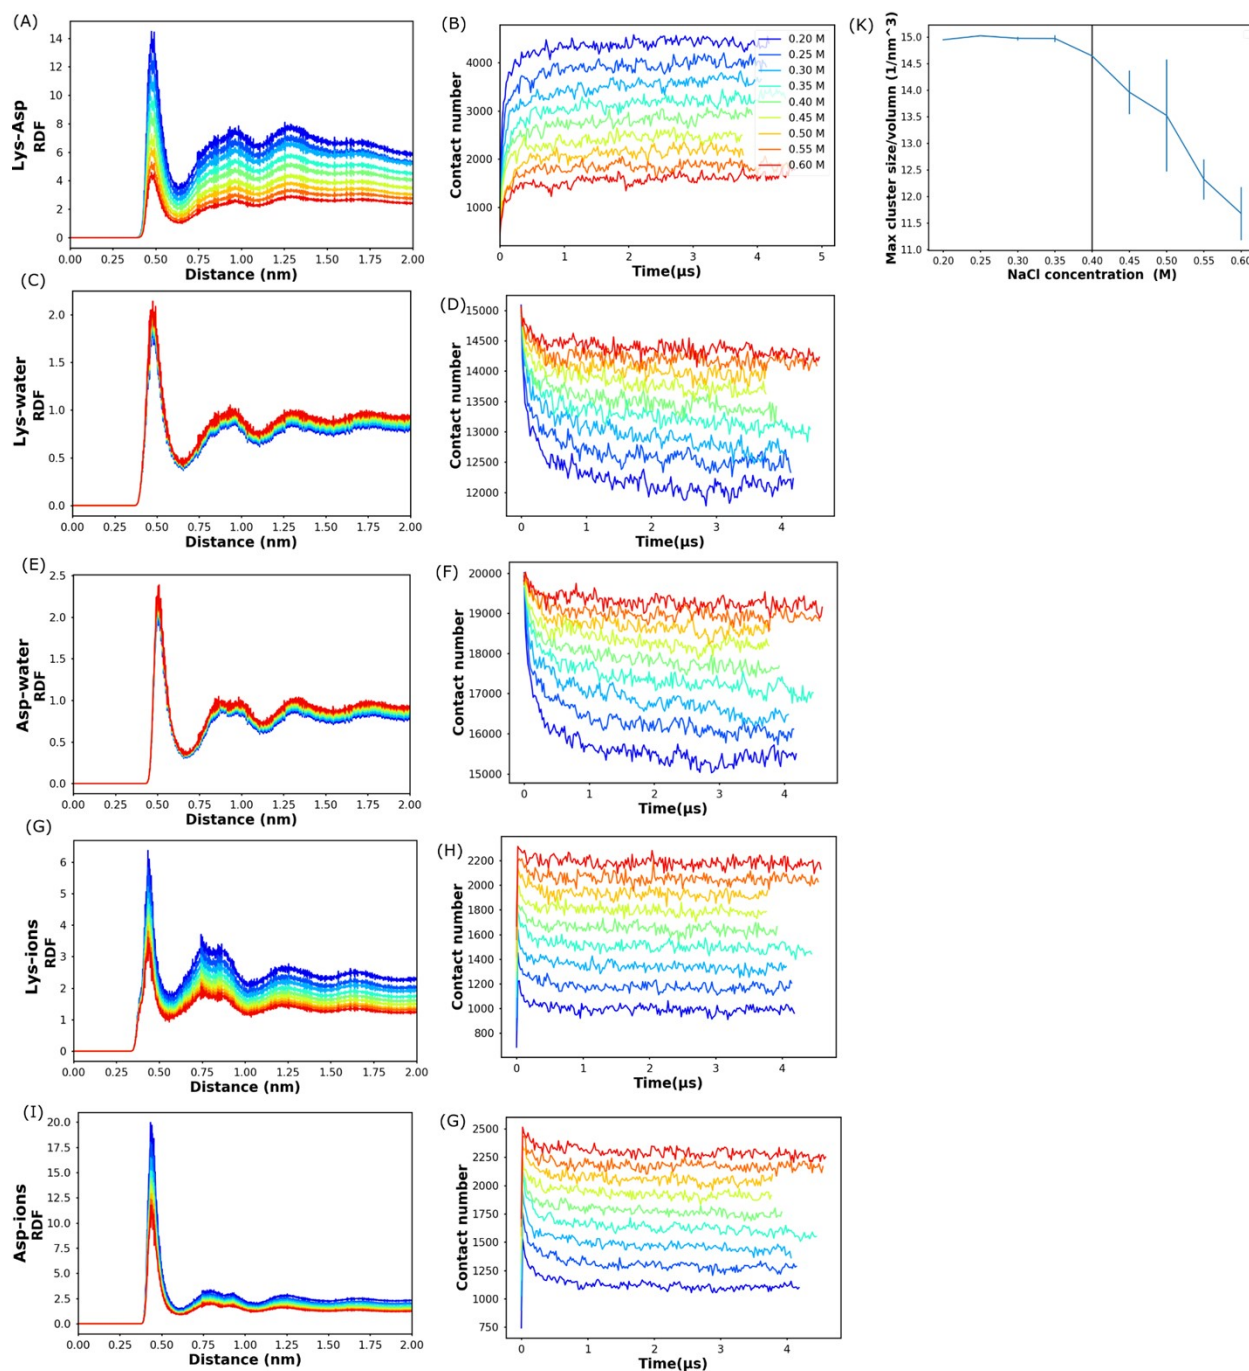 (A)
Lys-Asp
RDF
14
12
10
8
6
4
2
0
0.00 0.25 0.50 0.75 1.00 1.25 1.50 1.75 2.00
Distance (nm)
(B)
Contact number
4000
3000
2000
1000
0 1 2 3 4 5
Time(μs)
0.20 M
0.25 M
0.30 M
0.35 M
0.40 M
0.45 M
0.50 M
0.55 M
0.60 M
(K)
Max cluster size/volumn (1/nm^3)
15.0
14.5
14.0
13.5
13.0
12.5
12.0
11.5
11.0
0.20 0.25 0.30 0.35 0.40 0.45 0.50 0.55 0.60
NaCl concentration (M)
(C)
Lys-water
RDF
2.0
1.5
1.0
0.5
0.0
0.00 0.25 0.50 0.75 1.00 1.25 1.50 1.75 2.00
Distance (nm)
(D)
Contact number
15000
14500
14000
13500
13000
12500
12000
0 1 2 3 4
Time(μs)
(E)
Asp-water
RDF
2.5
2.0
1.5
1.0
0.5
0.0
0.00 0.25 0.50 0.75 1.00 1.25 1.50 1.75 2.00
Distance (nm)
(F)
Contact number
20000
19000
18000
17000
16000
15000
0 1 2 3 4
Time(μs)
(G)
Lys-ions
RDF
6
5
4
3
2
1
0
0.00 0.25 0.50 0.75 1.00 1.25 1.50 1.75 2.00
Distance (nm)
(H)
Contact number
2200
2000
1800
1600
1400
1200
1000
800
0 1 2 3 4
Time(μs)
(I)
Asp-ions
RDF
20.0
17.5
15.0
12.5
10.0
7.5
5.0
2.5
0.0
0.00 0.25 0.50 0.75 1.00 1.25 1.50 1.75 2.00
Distance (nm)
(G)
Contact number
2500
2250
2000
1750
1500
1250
1000
750
0 1 2 3 4
Time(μs)